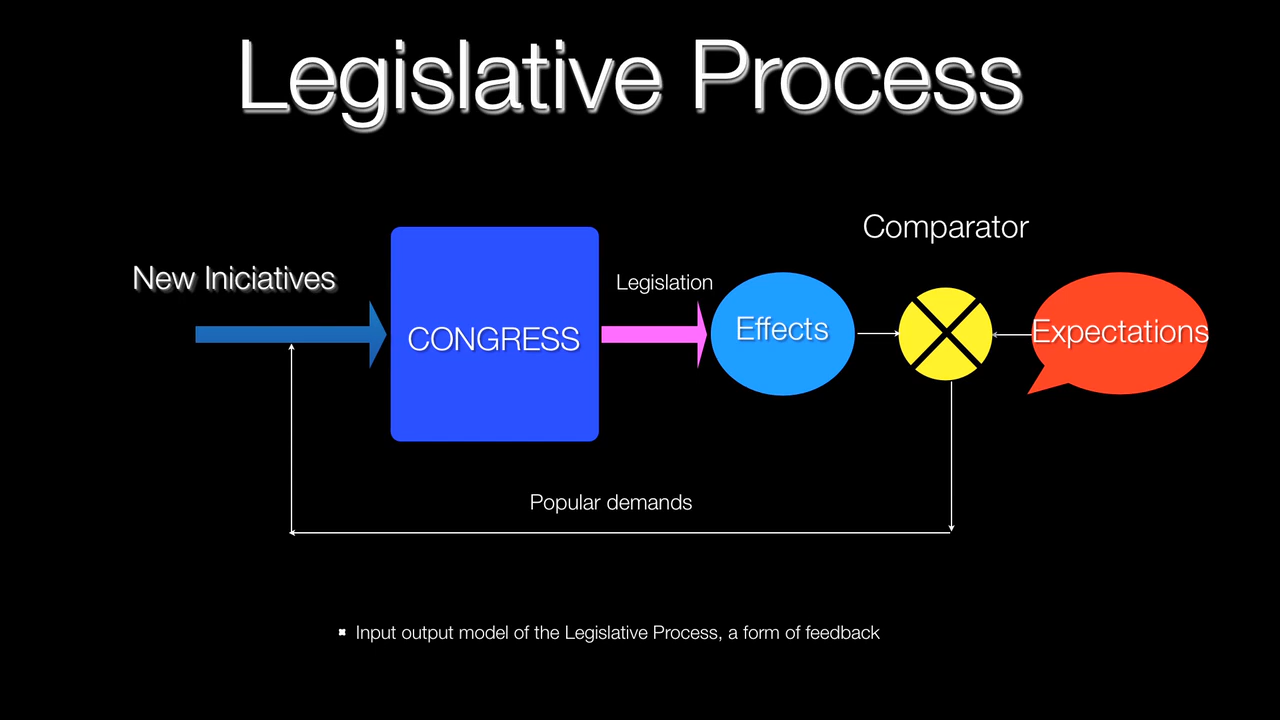 Legislative Process
Comparator
New Iniciatives
Legislation
CONGRESS
Effects
Expectations
Popular demands
Input output model of the Legislative Process, a form of feedback